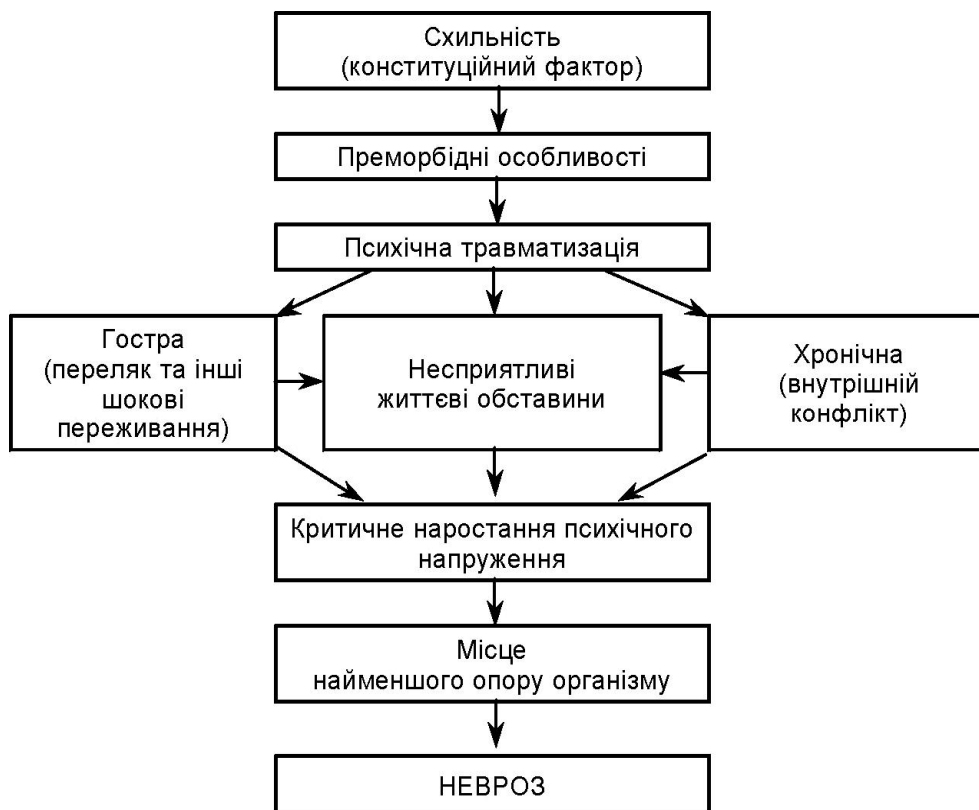 Схильність
(конституційний фактор)
Преморбідні особливості
Психічна травматизація
Гостра
(переляк та інші
шокові
переживання)
Несприятливі
життєві обставини
Хронічна
(внутрішній
конфлікт)
Критичне наростання психічного
напруження
Місце
найменшого опору організму
НЕВРОЗ